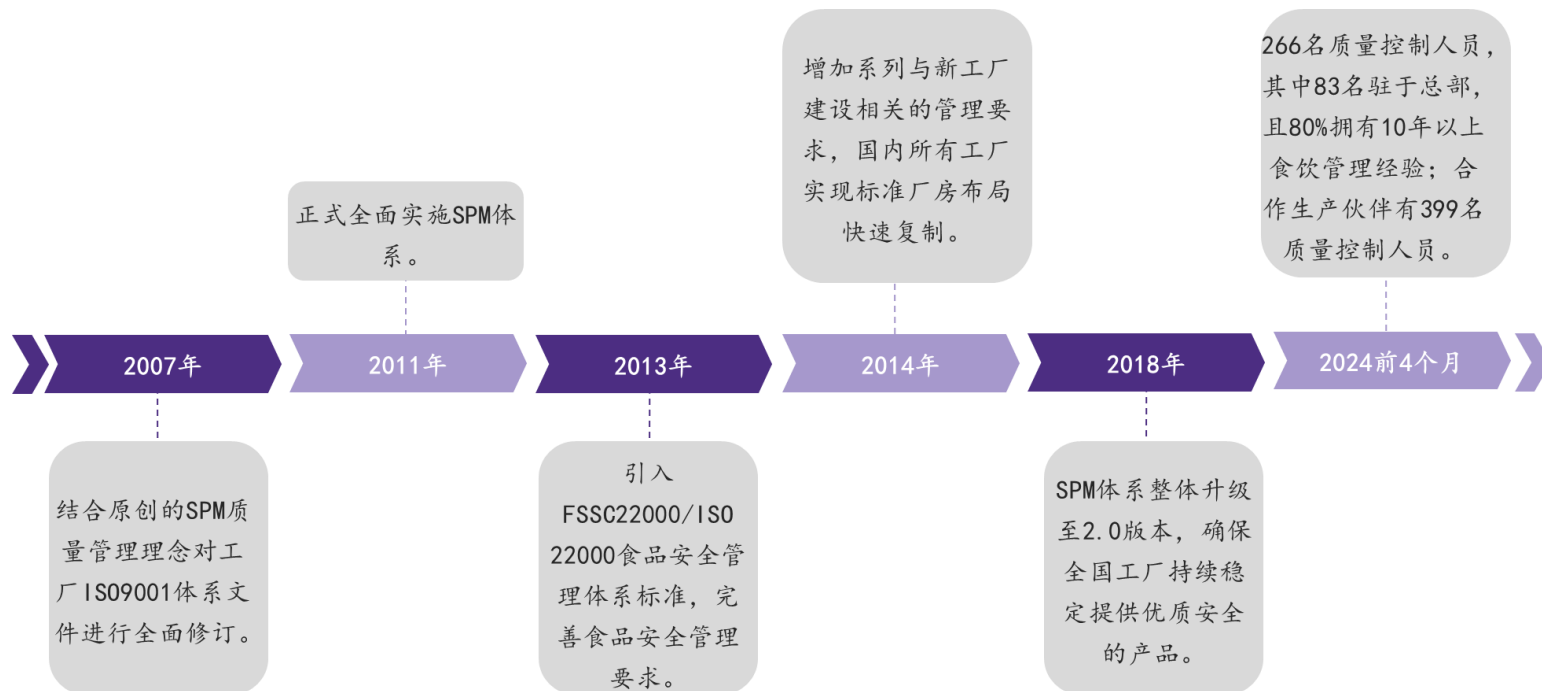 2007年
结合原创的SPM质
量管理理念对工
厂ISO9001体系文
件进行全面修订。
正式全面实施SPM体
系。
2011年
2013年
引入
FSSC22000/ISO
22000食品安全管
理体系标准，完
善食品安全管理
要求。
增加系列与新工厂
建设相关的管理要
求，国内所有工厂
实现标准厂房布局
快速复制。
2014年
2018年
SPM体系整体升级
至2.0版本，确保
全国工厂持续稳
定提供优质安全
的产品。
266名质量控制人员，
其中83名驻于总部，
且80%拥有10年以上
食饮管理经验；合
作生产伙伴有399名
质量控制人员。
2024前4个月